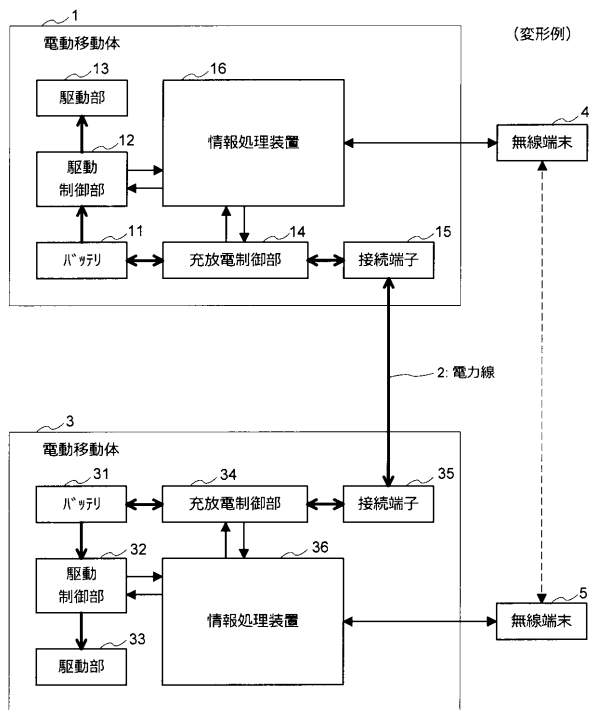 1
電動移動体
(変形例)
13
駆動部
16
情報処理装置
4
無線端末
12
駆動
制御部
11
バッテリ
14
充放電制御部
15
接続端子
2: 電力線
3
電動移動体
31
バッテリ
34
充放電制御部
35
接続端子
32
駆動
制御部
36
情報処理装置
5
無線端末
33
駆動部